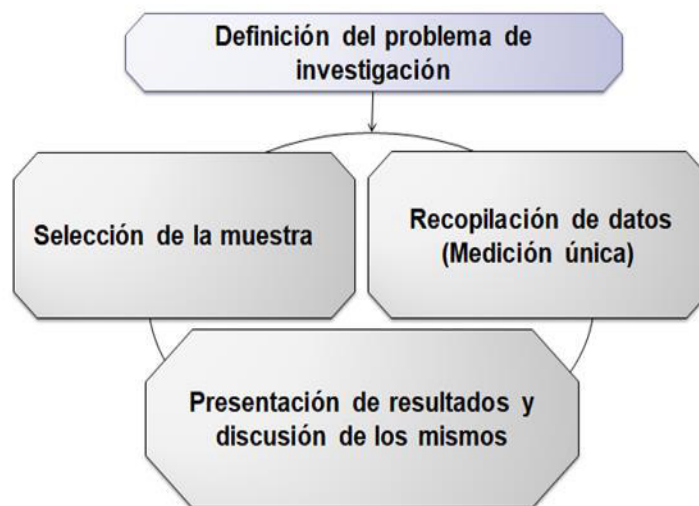 Definición del problema de
investigación
Selección de la muestra
Recopilación de datos
(Medición única)
Presentación de resultados y
discusión de los mismos